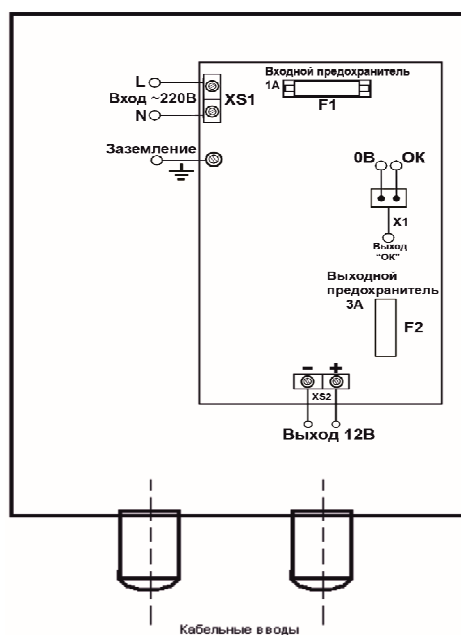 Входной предохранитель
1А
F1
L
Вход ~220В
N
XS1
Заземление
0В ОК
X1
Выход
"ОК"
Выходной
предохранитель
3А
F2
- +
XS2
Выход 12В
Кабельные вводы